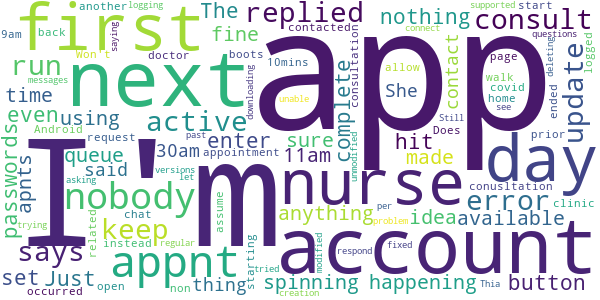 another
logging
The
replied
nothing
consult
9am
back
first
contactedc
saying
fine
start
Won't
doctor
boots
consultation
connect
supported
questions
run
next
app
10mins
contact
allow
page
deleting
logged
time
even
using
downloading
She
complete
walk
covid
home
see
ended
update
messages
Android
active
unable
Still
Does
request
past
30am
enter
sure
hit
made
unmodified
prior
day
passwords
queue
appointment
11am
apnts
said
versions
let
I'm
nurse
conusltation
error
asking
nobody
anything
idea
available
clinic
trying
related
chat
assume
keep
account
modified
respond
fixed
per
Thia
says
appnt
instead
regular
starting
spinning
happening
problem
set
Just
open
non
thing
tried
button
occurred
creation